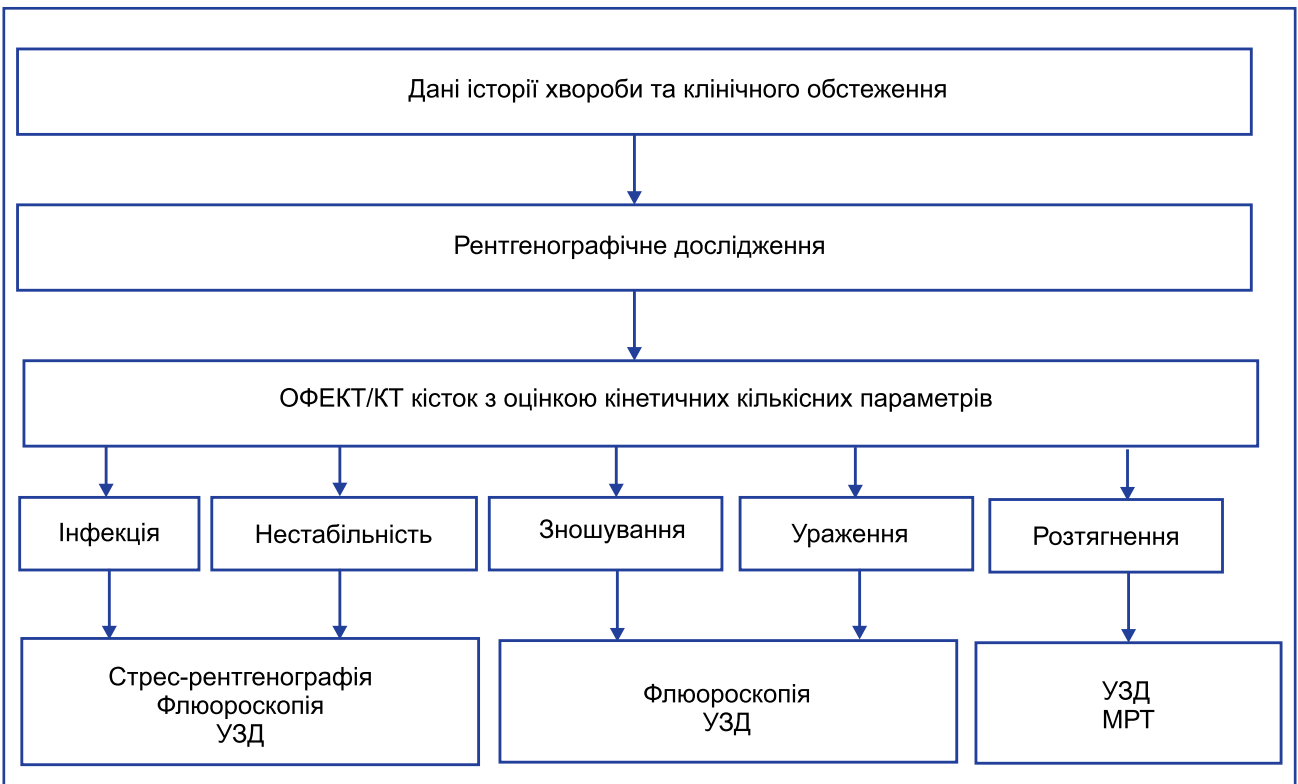 Дані історії хвороби та клінічного обстеження
Рентгенографічне дослідження
ОФЕКТ/КТ кісток з оцінкою кінетичних кількісних параметрів
Інфекція
Нестабільність
Зношування
Ураження
Розтягнення
Стрес-рентгенографія
Флюороскопія
УЗД
Флюороскопія
УЗД
УЗД
МРТ